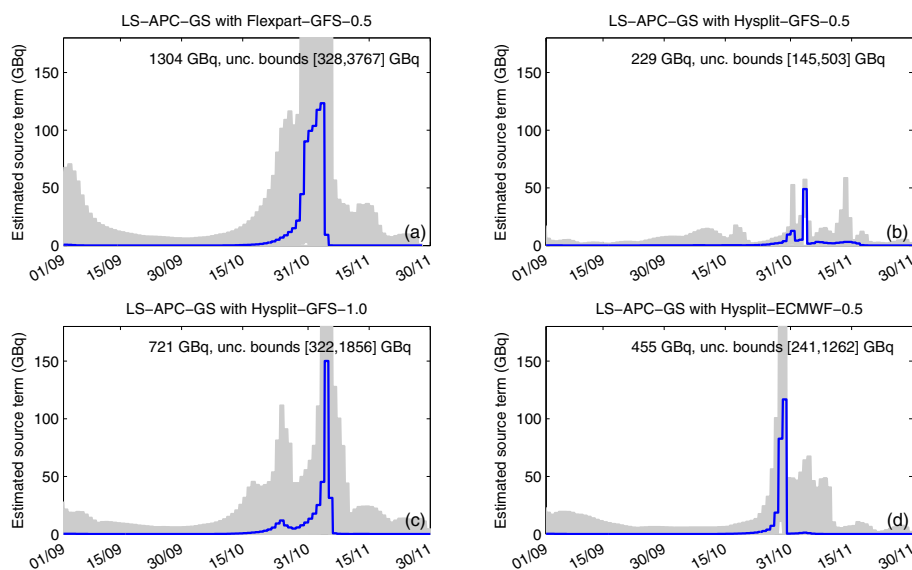 LS-APC-GS with Flexpart-GFS-0.5
1304 GBq, unc. bounds [328,3767] GBq
Estimated source term (GBq)
150
100
50
0
(a)
01/09
15/09
30/09
15/10
31/10
15/11
30/11
LS-APC-GS with Hysplit-GFS-0.5
229 GBq, unc. bounds [145,503] GBq
Estimated source term (GBq)
150
100
50
0
(b)
01/09
15/09
30/09
15/10
31/10
15/11
30/11
LS-APC-GS with Hysplit-GFS-1.0
721 GBq, unc. bounds [322,1856] GBq
Estimated source term (GBq)
150
100
50
0
(c)
01/09
15/09
30/09
15/10
31/10
15/11
30/11
LS-APC-GS with Hysplit-ECMWF-0.5
455 GBq, unc. bounds [241,1262] GBq
Estimated source term (GBq)
150
100
50
0
(d)
01/09
15/09
30/09
15/10
31/10
15/11
30/11